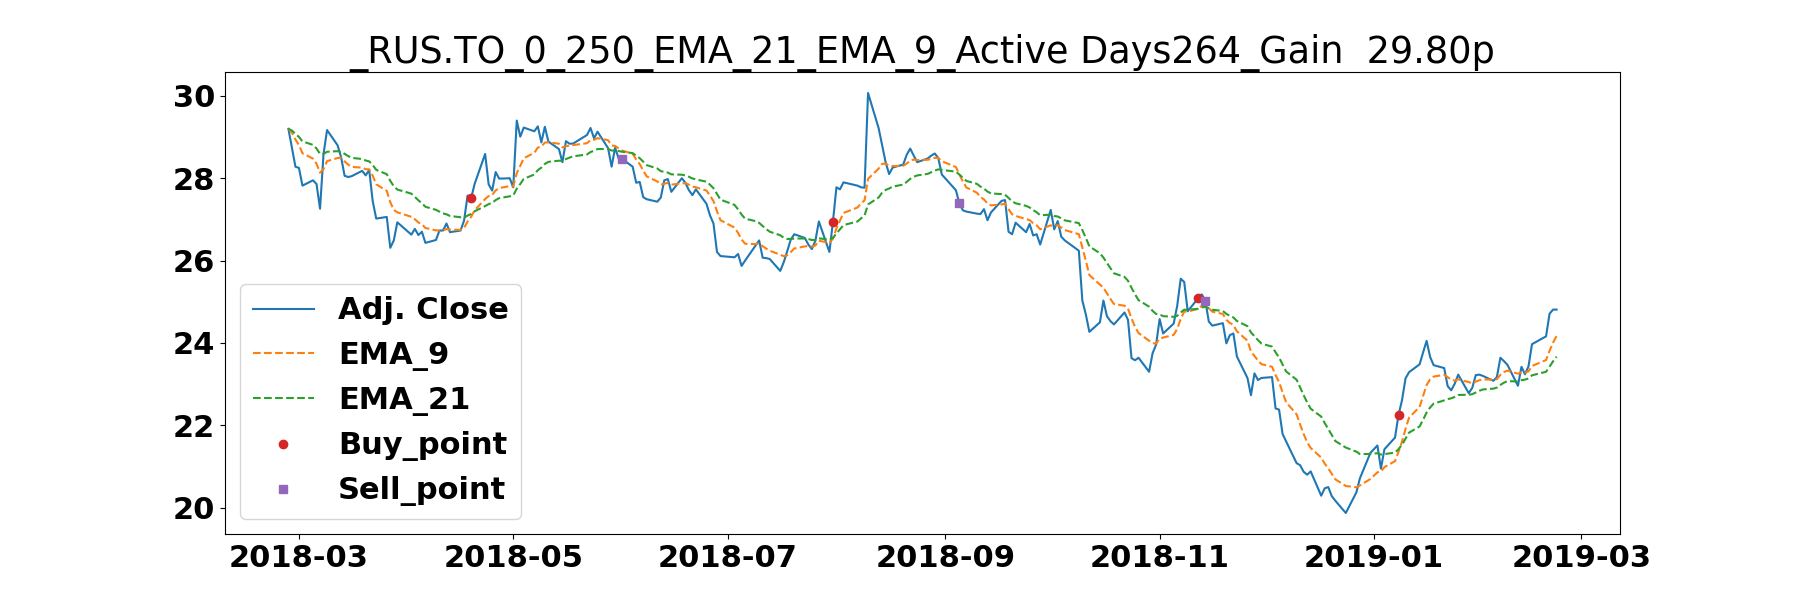 _RUS.TO_0_250_EMA_21_EMA_9_Active Days264_Gain  29.80p
30
28
26
24
22
20
Adj. Close
EMA_9
EMA_21
Buy_point
Sell_point
2018-03 2018-05 2018-07 2018-09 2018-11 2019-01 2019-03